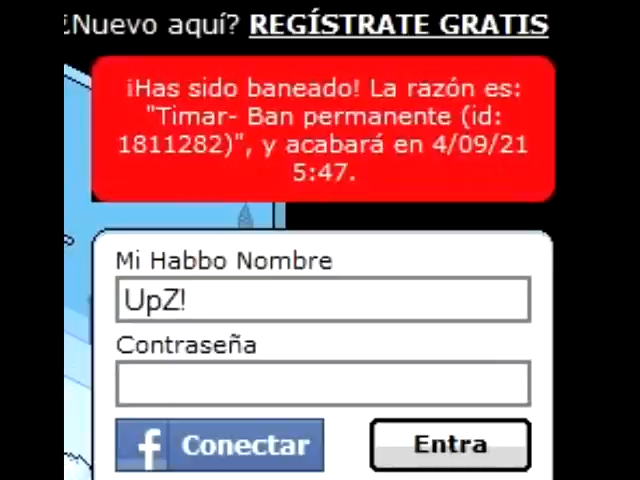 ¿Nuevo aquí? REGÍSTRATE GRATIS
¡Has sido baneado! La razón es:
"Timar- Ban permanente (id:
1811282)", y acabará en 4/09/21
5:47.
Mi Habbo Nombre
UpZ!
Contraseña
f Conectar
Entra